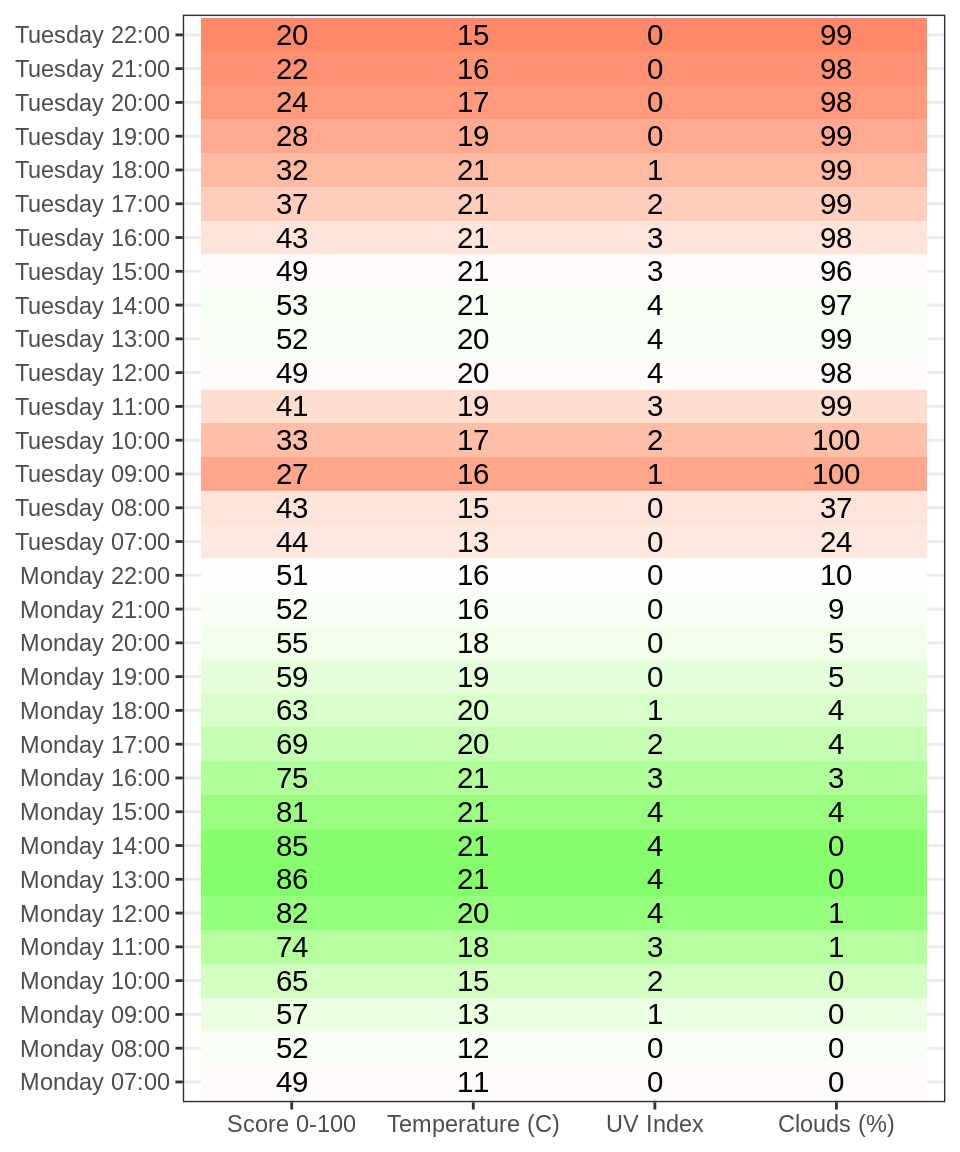 Tuesday 22:00 20 15 0 99
Tuesday 21:00 22 16 0 98
Tuesday 20:00 24 17 0 98
Tuesday 19:00 28 19 0 99
Tuesday 18:00 32 21 1 99
Tuesday 17:00 37 21 2 99
Tuesday 16:00 43 21 3 98
Tuesday 15:00 49 21 3 96
Tuesday 14:00 53 21 4 97
Tuesday 13:00 52 20 4 99
Tuesday 12:00 49 20 4 98
Tuesday 11:00 41 19 3 99
Tuesday 10:00 33 17 2 100
Tuesday 09:00 27 16 1 100
Tuesday 08:00 43 15 0 37
Tuesday 07:00 44 13 0 24
Monday 22:00 51 16 0 10
Monday 21:00 52 16 0 9
Monday 20:00 55 18 0 5
Monday 19:00 59 19 0 5
Monday 18:00 63 20 1 4
Monday 17:00 69 20 2 4
Monday 16:00 75 21 3 3
Monday 15:00 81 21 4 4
Monday 14:00 85 21 4 0
Monday 13:00 86 21 4 0
Monday 12:00 82 20 4 1
Monday 11:00 74 18 3 1
Monday 10:00 65 15 2 0
Monday 09:00 57 13 1 0
Monday 08:00 52 12 0 0
Monday 07:00 49 11 0 0
Score 0-100 Temperature (C) UV Index Clouds (%)